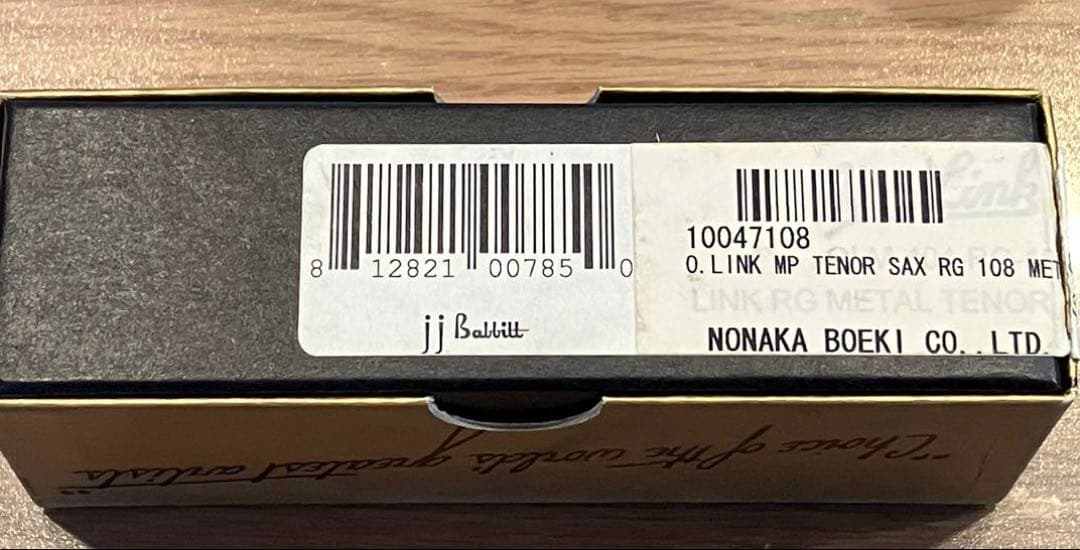 8 12821 00785 0
jj Babbitt
Link
10047108
O.LINK MP TENOR SAX RG 108 MET
LINK RG METAL TENOR
NONAKA BOEKI CO.,LTD.
"Choice of the world's greatest artists"